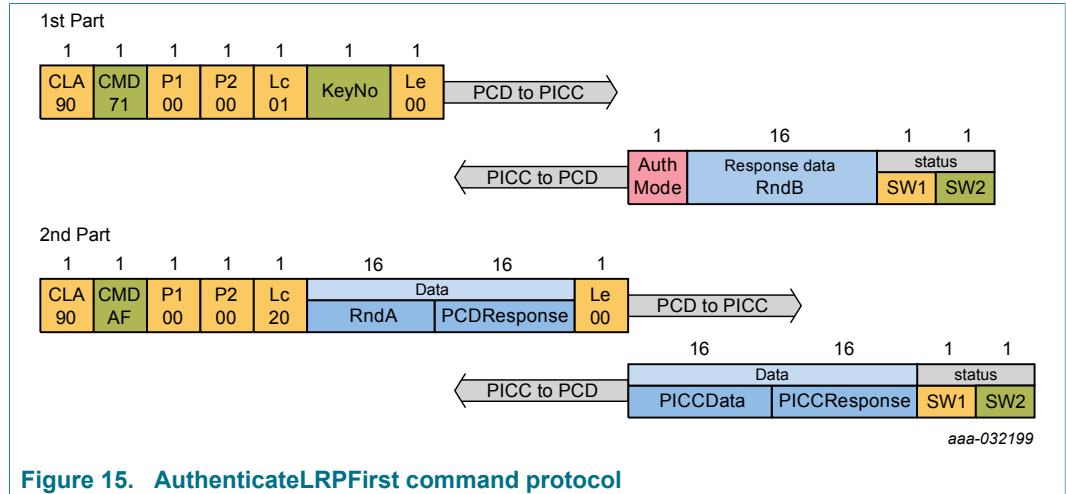 1st Part
1 1 1 1 1 1 1
CLA CMD P1 P2 Lc KeyNo Le
90 71 00 00 01 00
PCD to PICC
1 16 1 1
Auth Response data status
Mode RndB SW1 SW2
PICC to PCD
2nd Part
1 1 1 1 1 16 16 1
CLA CMD P1 P2 Lc Data Le
90 AF 00 00 20 RndA PCDResponse 00
PCD to PICC
16 16 1 1
Data status
PICC to PCD
PICCData PICCResponse SW1 SW2
aaa-032199
Figure 15. AuthenticateLRPFirst command protocol